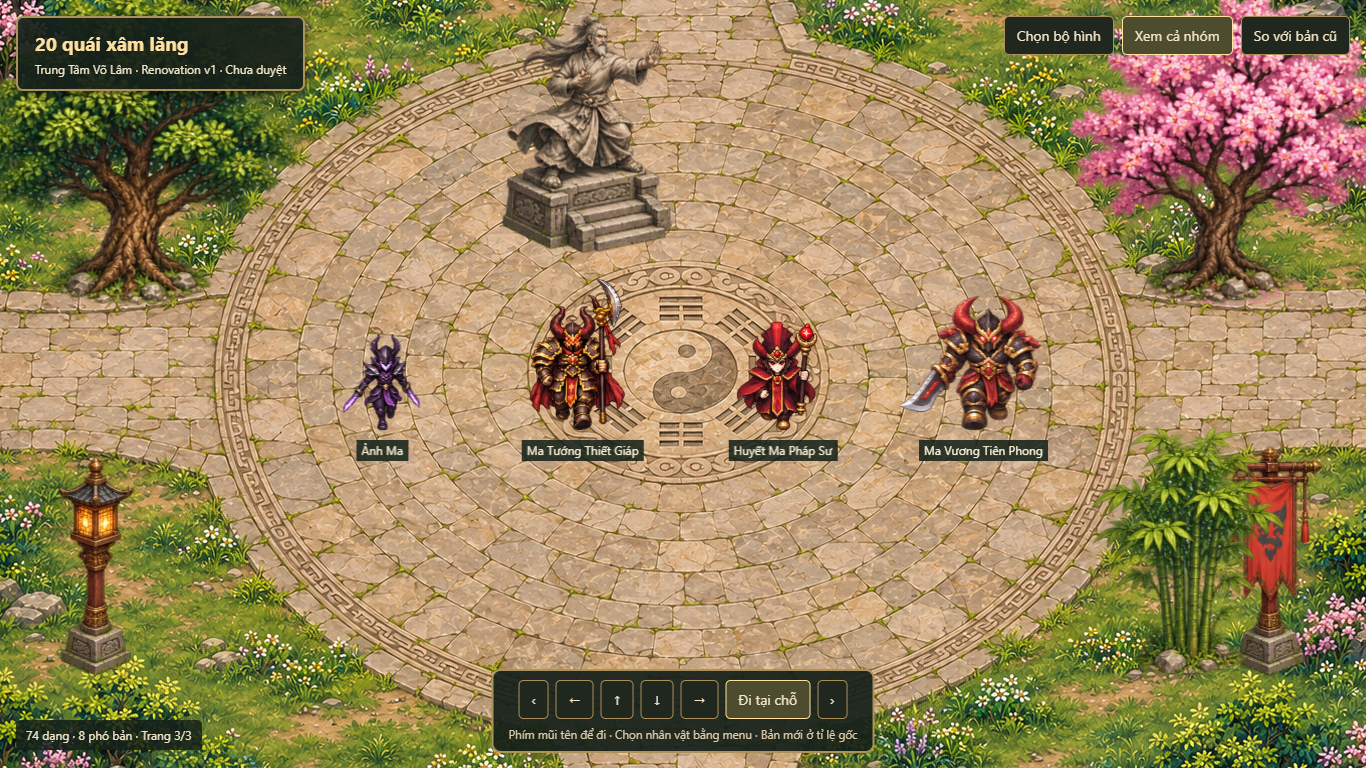 20 quái xâm lăng
Trung Tâm Võ Lâm · Renovation v1 · Chưa duyệt
Chọn bộ hình
Xem cả nhóm
So với bản cũ
Ảnh Ma
Ma Tướng Thiết Giáp
Huyết Ma Pháp Sư
Ma Vương Tiên Phong
‹ ← ↑ ↓ → Đi tại chỗ ›
Phím mũi tên để đi · Chọn nhân vật bằng menu · Bản mới ở tỉ lệ gốc
74 dạng · 8 phó bản · Trang 3/3